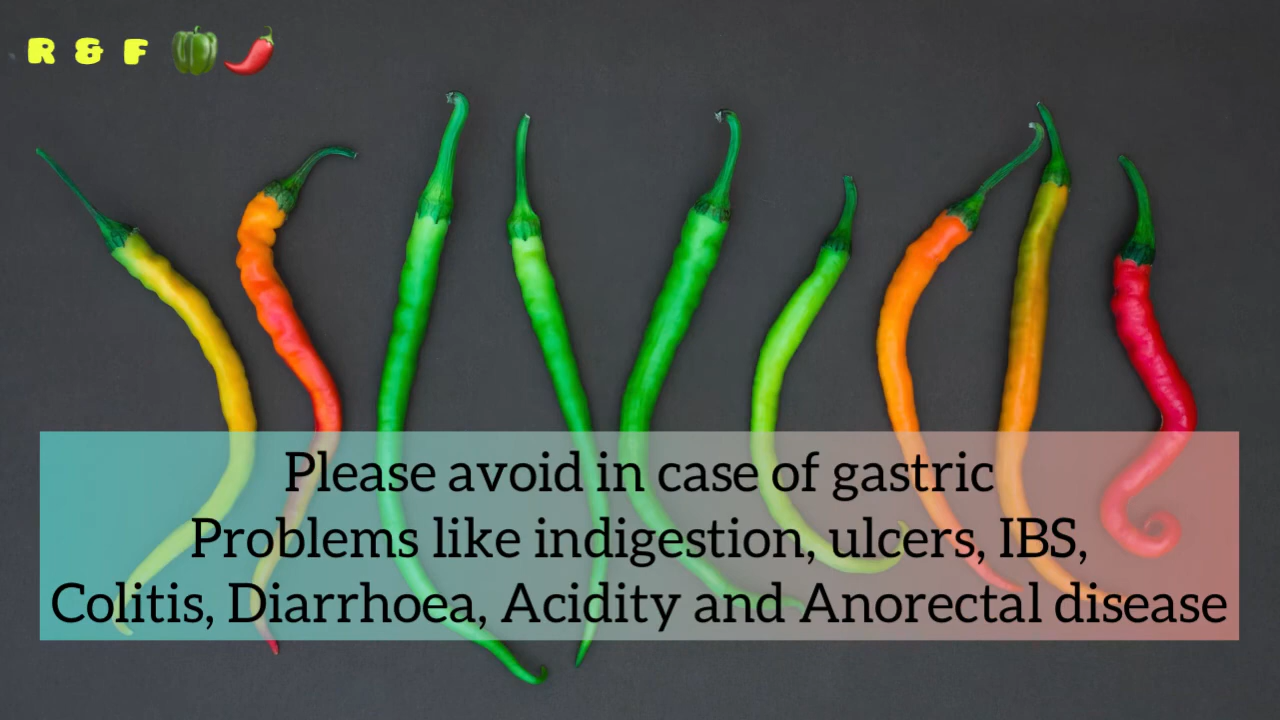 R & F
Please avoid in case of gastric
Problems like indigestion, ulcers, IBS,
Colitis, Diarrhoea, Acidity and Anorectal disease